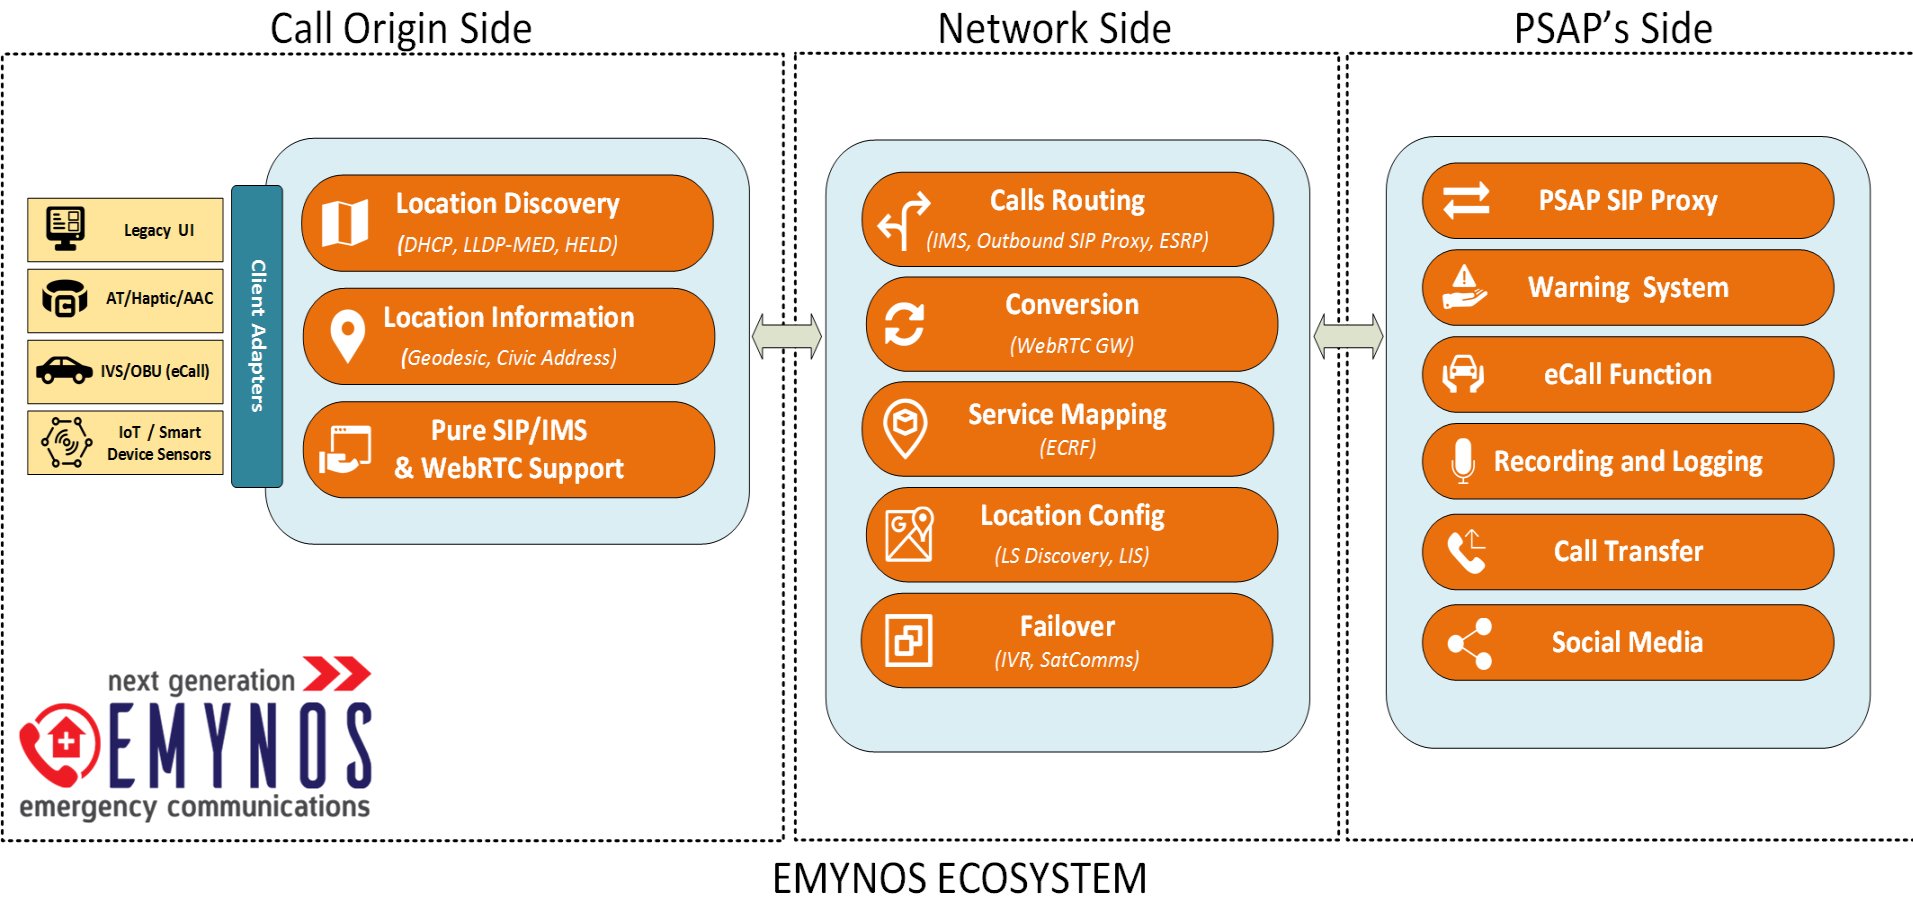 Call Origin Side
Network Side
PSAP's Side
Legacy UI
AT/Haptic/AAC
IVS/OBU (eCall)
IoT / Smart
Device Sensors
Client Adapters
Location Discovery
(DHCP, LLDP-MED, HELD)
Location Information
(Geodesic, Civic Address)
Pure SIP/IMS
& WebRTC Support
Calls Routing
(IMS, Outbound SIP Proxy, ESRP)
Conversion
(WebRTC GW)
Service Mapping
(ECRF)
G
Location Config
(LS Discovery, LIS)
Failover
(IVR, SatComms)
PSAP SIP Proxy
Warning System
eCall Function
Recording and Logging
Call Transfer
Social Media
next generation
EMYNOS
emergency communications
EMYNOS ECOSYSTEM